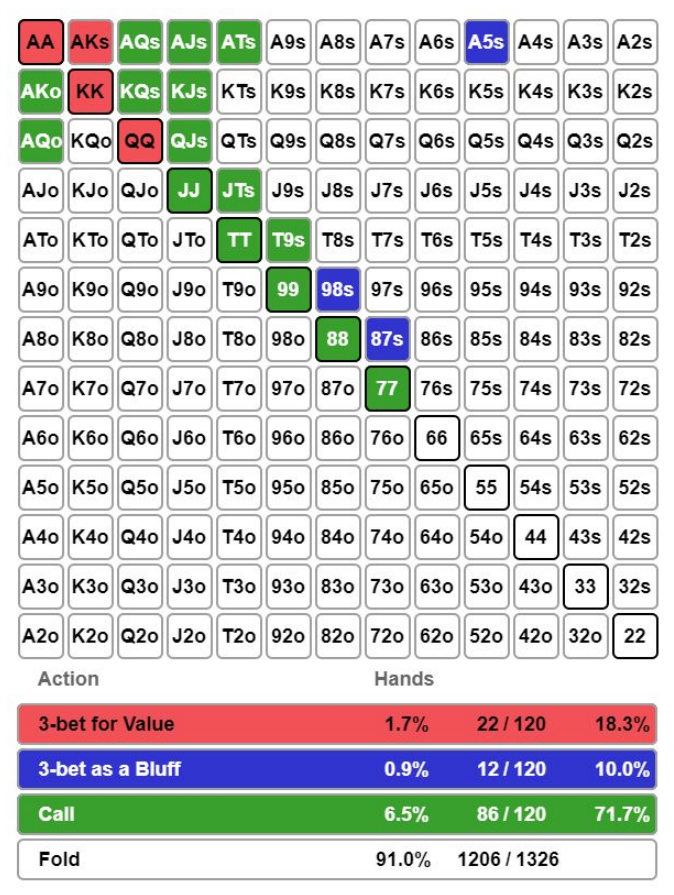 AA AKs AQs AJs ATs A9s A8s A7s A6s A5s A4s A3s A2s
AKo KK KQs KJs KTs K9s K8s K7s K6s K5s K4s K3s K2s
AQo KQo QQ QJs QTs Q9s Q8s Q7s Q6s Q5s Q4s Q3s Q2s
AJo KJo QJo JJ JTs J9s J8s J7s J6s J5s J4s J3s J2s
ATo KTo QTo JTo TT T9s T8s T7s T6s T5s T4s T3s T2s
A9o K9o Q9o J9o T9o 99 98s 97s 96s 95s 94s 93s 92s
A8o K8o Q8o J8o T8o 98o 88 87s 86s 85s 84s 83s 82s
A7o K7o Q7o J7o T7o 97o 87o 77 76s 75s 74s 73s 72s
A6o K6o Q6o J6o T6o 96o 86o 76o 66 65s 64s 63s 62s
A5o K5o Q5o J5o T5o 95o 85o 75o 65o 55 54s 53s 52s
A4o K4o Q4o J4o T4o 94o 84o 74o 64o 54o 44 43s 42s
A3o K3o Q3o J3o T3o 93o 83o 73o 63o 53o 43o 33 32s
A2o K2o Q2o J2o T2o 92o 82o 72o 62o 52o 42o 32o 22
Action Hands
3-bet for Value 1.7% 22 / 120 18.3%
3-bet as a Bluff 0.9% 12 / 120 10.0%
Call 6.5% 86 / 120 71.7%
Fold 91.0% 1206 / 1326